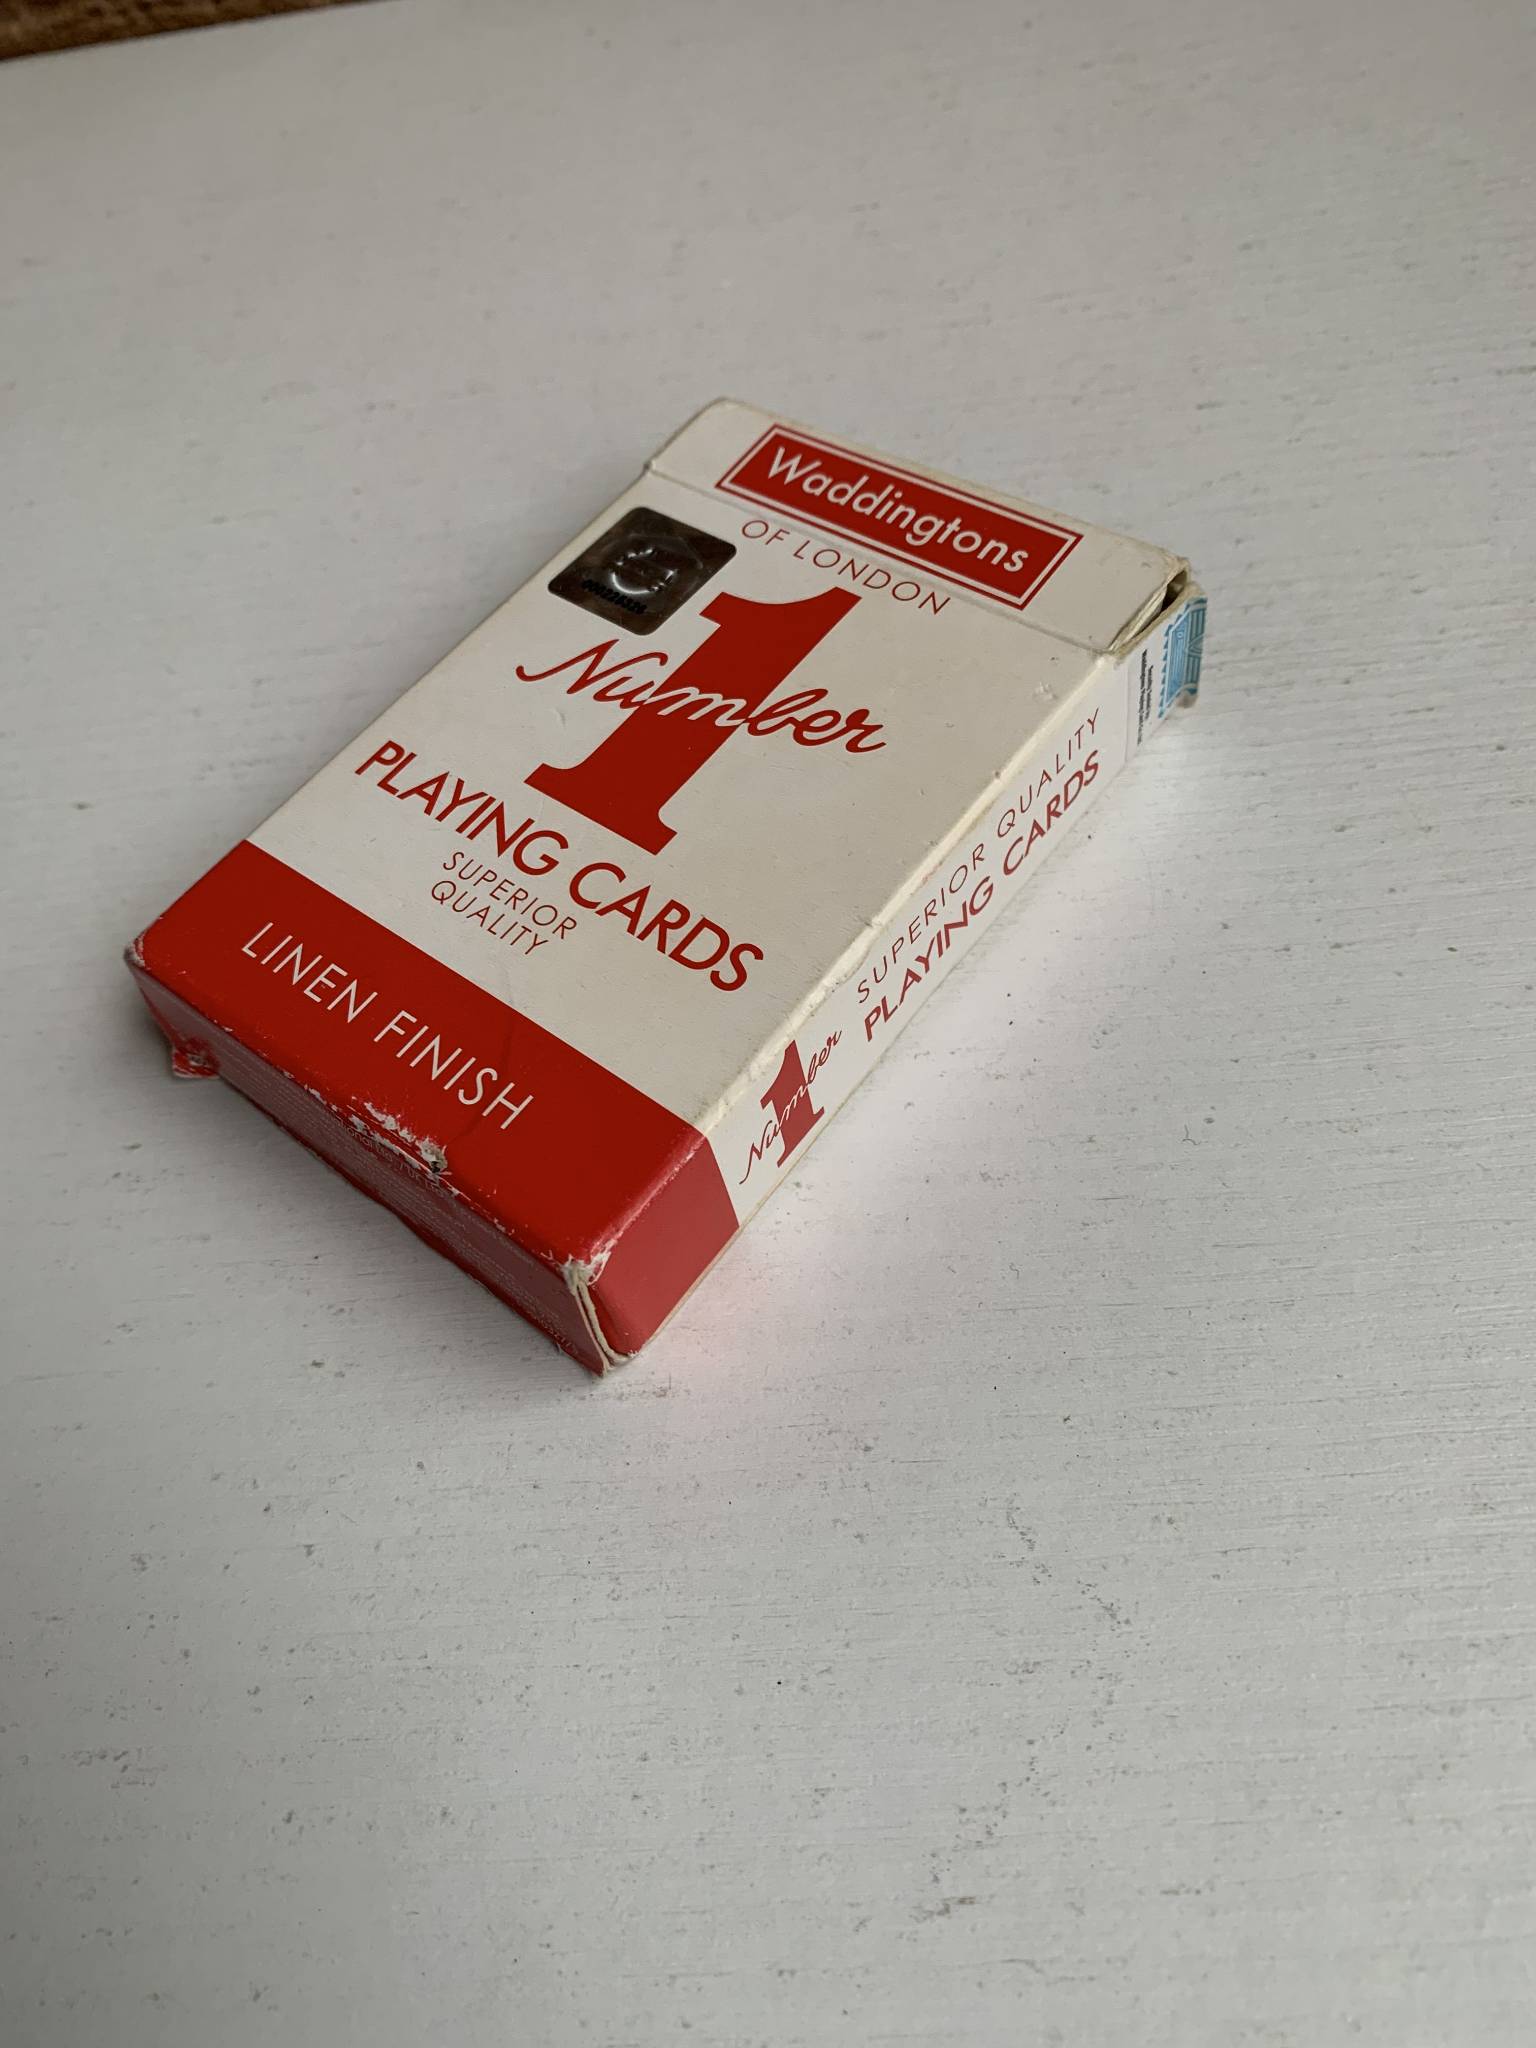 Waddingtons
OF LONDON
1
Number
PLAYING CARDS
SUPERIOR
QUALITY
LINEN FINISH
Number 1
SUPERIOR QUALITY
PLAYING CARDS